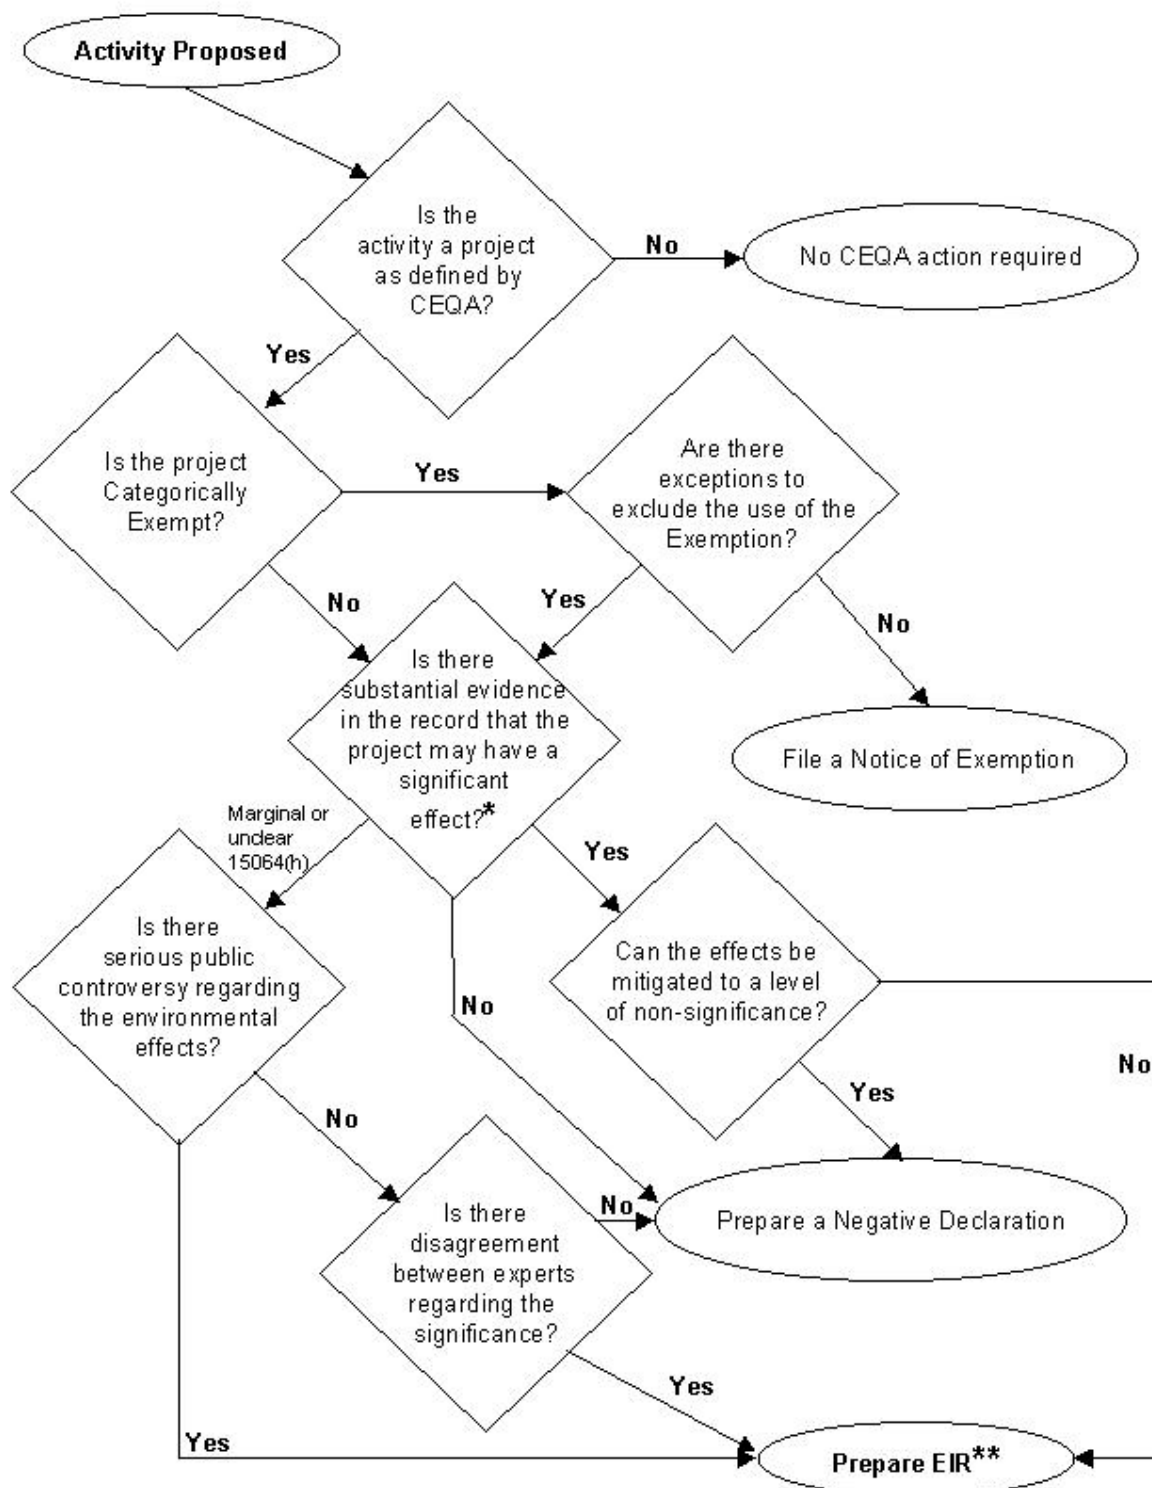 Activity Proposed
Is the
activity a project
as defined by
CEQA?
No
No CEQA action required
Yes
Is the project
Categorically
Exempt?
Yes
Are there
exceptions to
exclude the use of the
Exemption?
No
Yes
No
Is there
substantial evidence
in the record that the
project may have a
significant
effect?*
File a Notice of Exemption
Marginal or
unclear
15064(h)
Yes
Is there
serious public
controversy regarding
the environmental
effects?
Can the effects be
mitigated to a level
of non-significance?
No
No
Yes
No
Is there
disagreement
between experts
regarding the
significance?
No
Prepare a Negative Declaration
Yes
Yes
Prepare EIR**